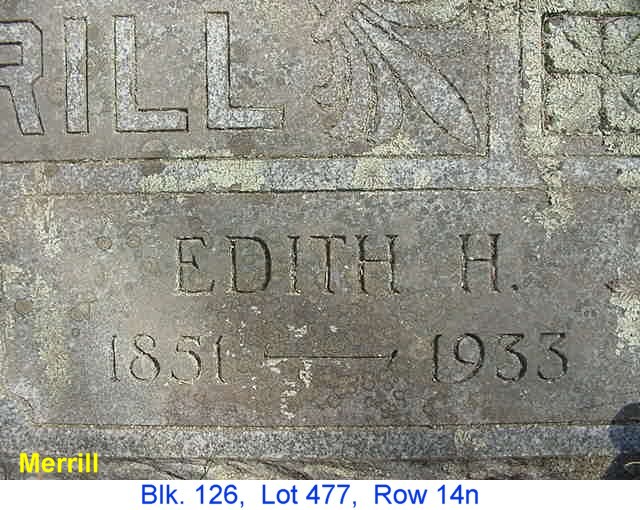 RILL
EDITH H.
1851 — 1933
Merrill
Blk. 126, Lot 477, Row 14n